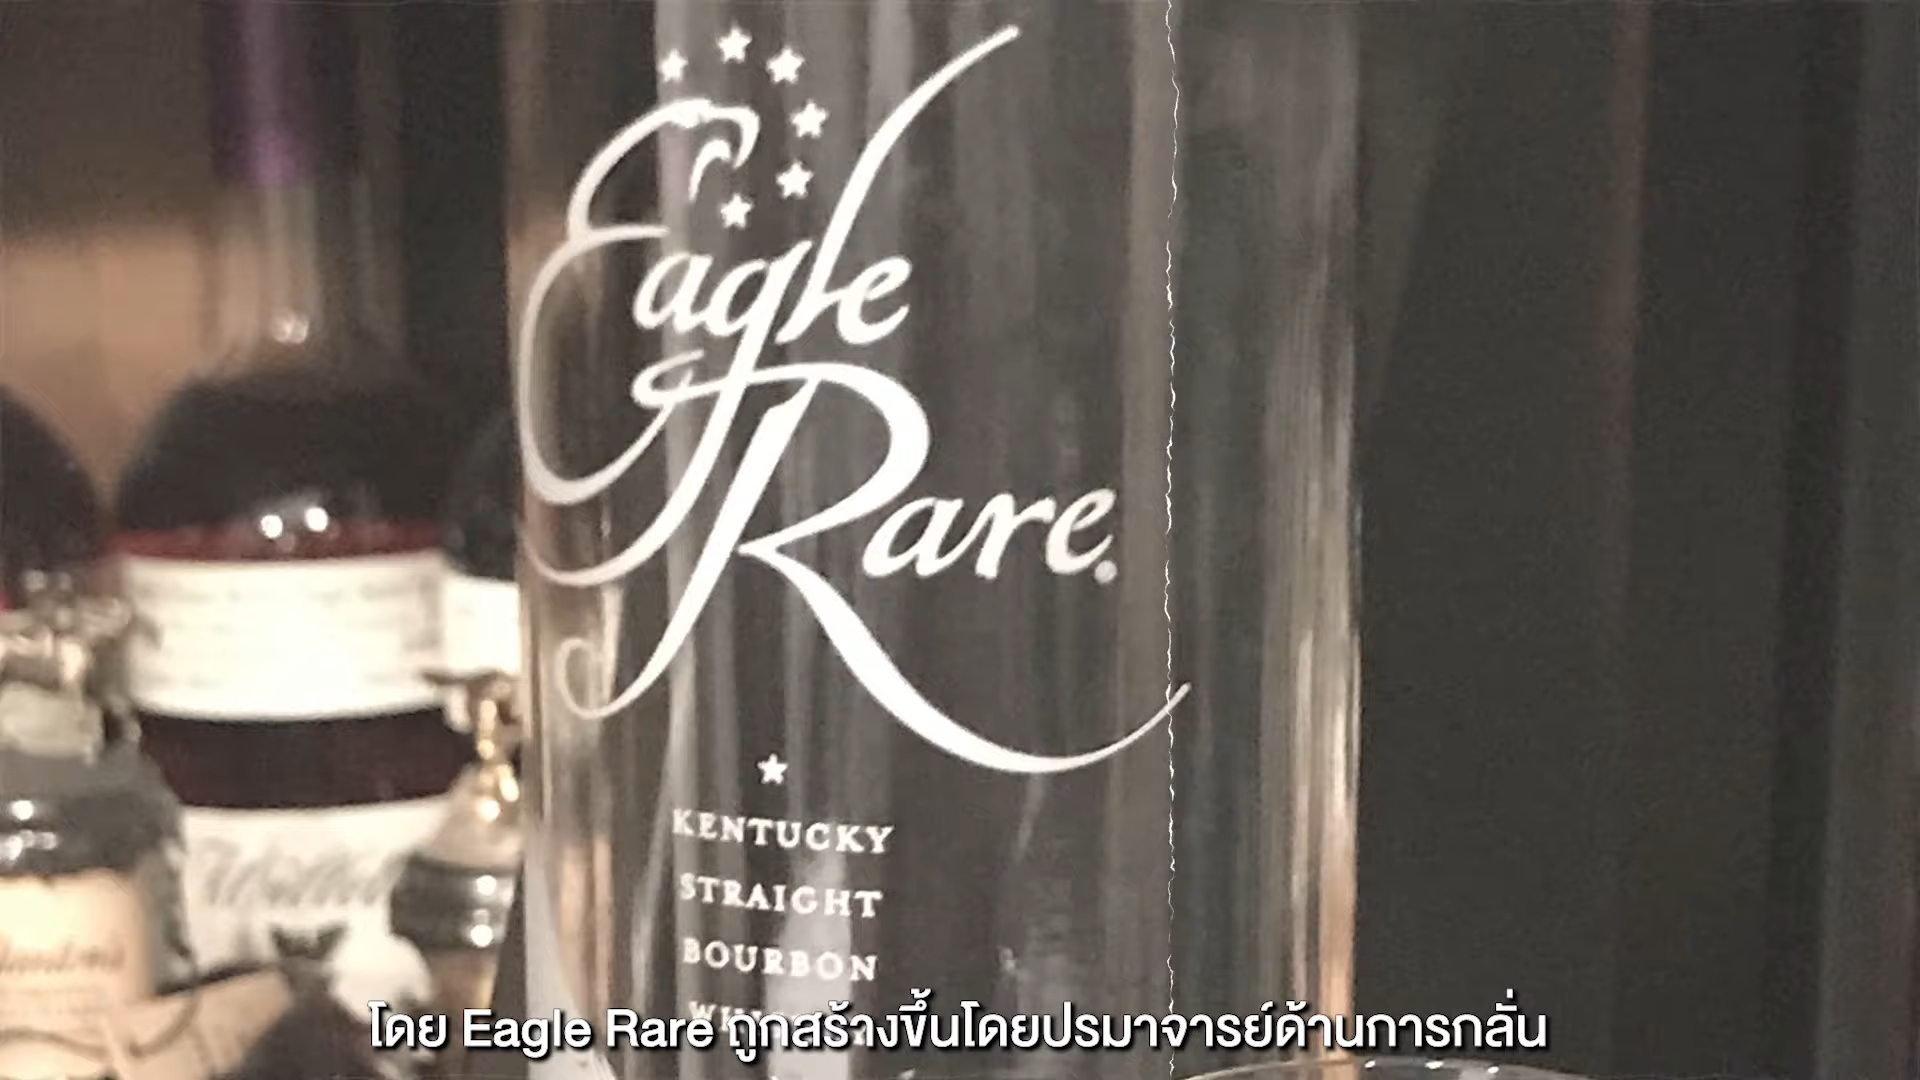 Eagle
Rare
KENTUCKY
STRAIGHT
BOURBON
โดย Eagle Rare ถูกสร้างขึ้นโดยปรมาจารย์ด้านการกลั่น